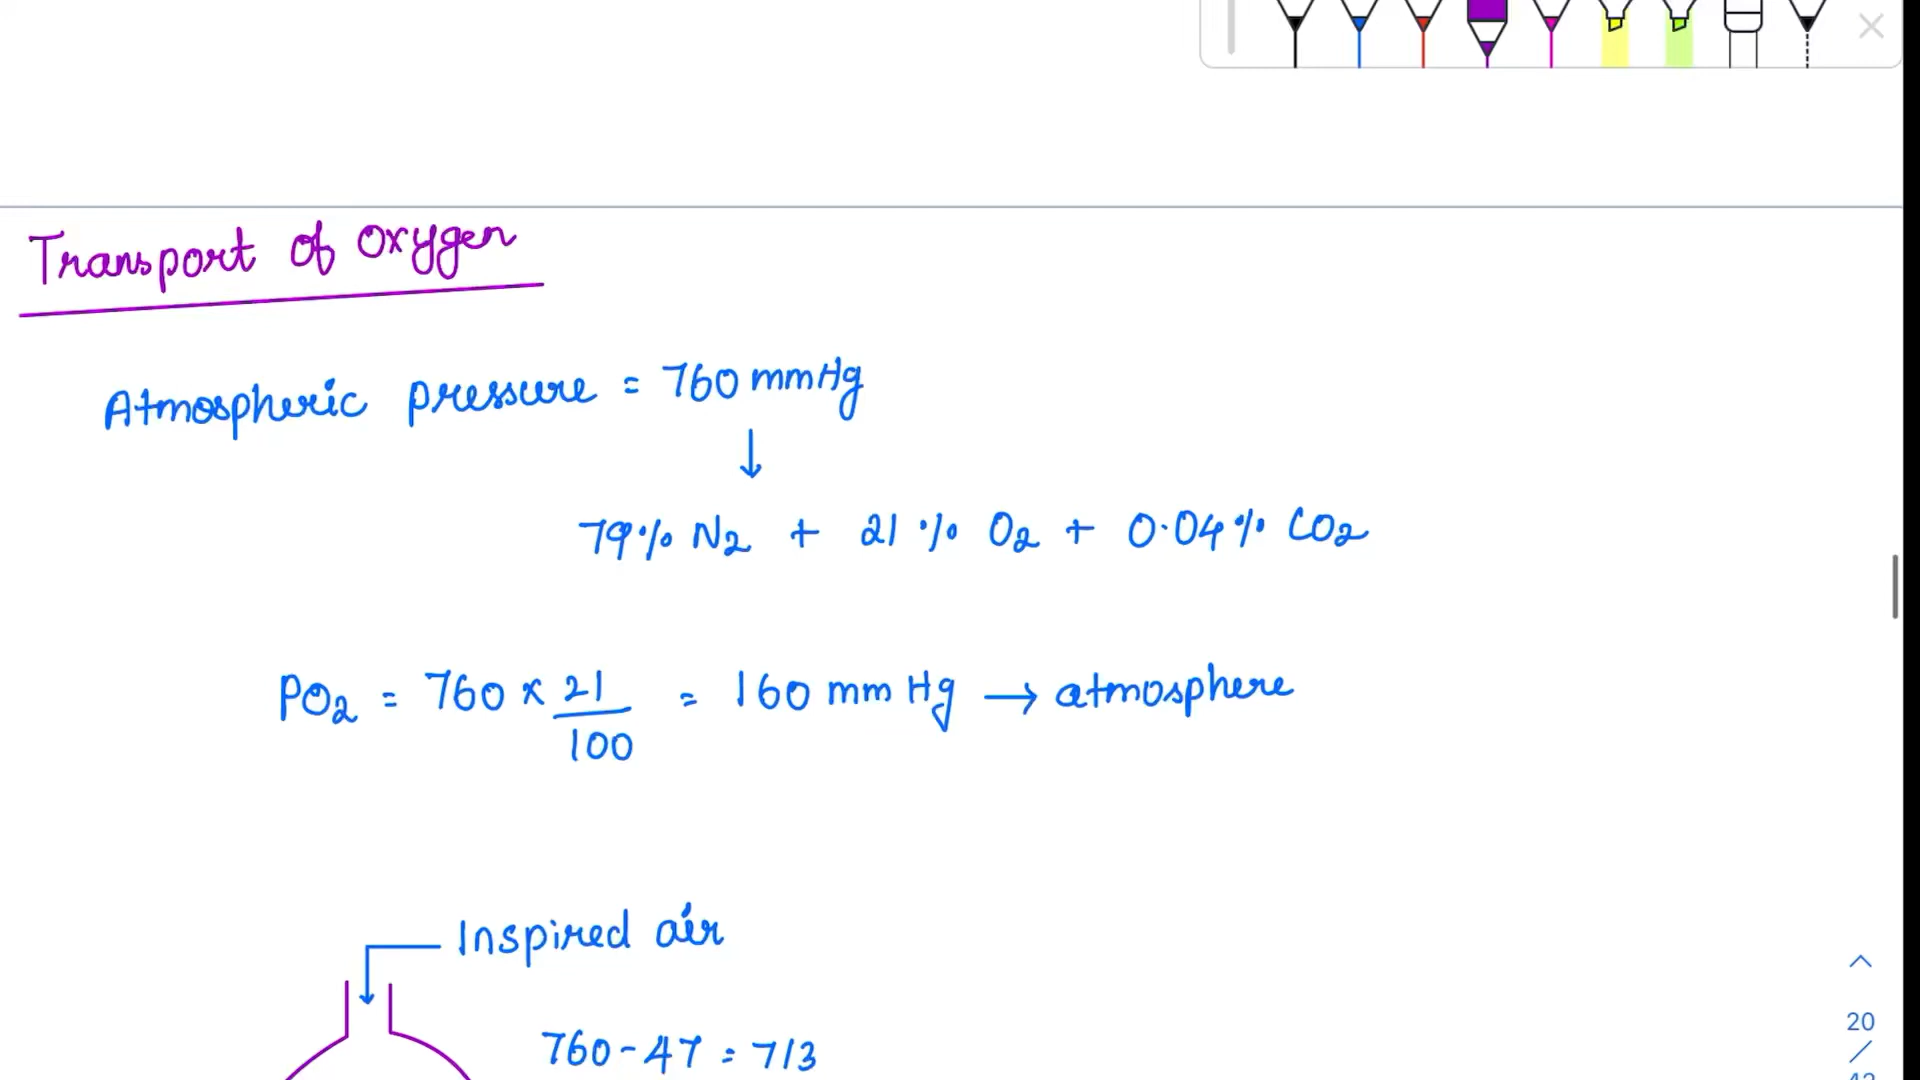 Transport of Oxygen
Atmospheric pressure = 760 mmHg
↓
79% N2 + 21% O2 + 0.04% CO2
PO2 = 760 × 21/100 = 160 mm Hg → atmosphere
Inspired air
760 - 47 = 713
20
/